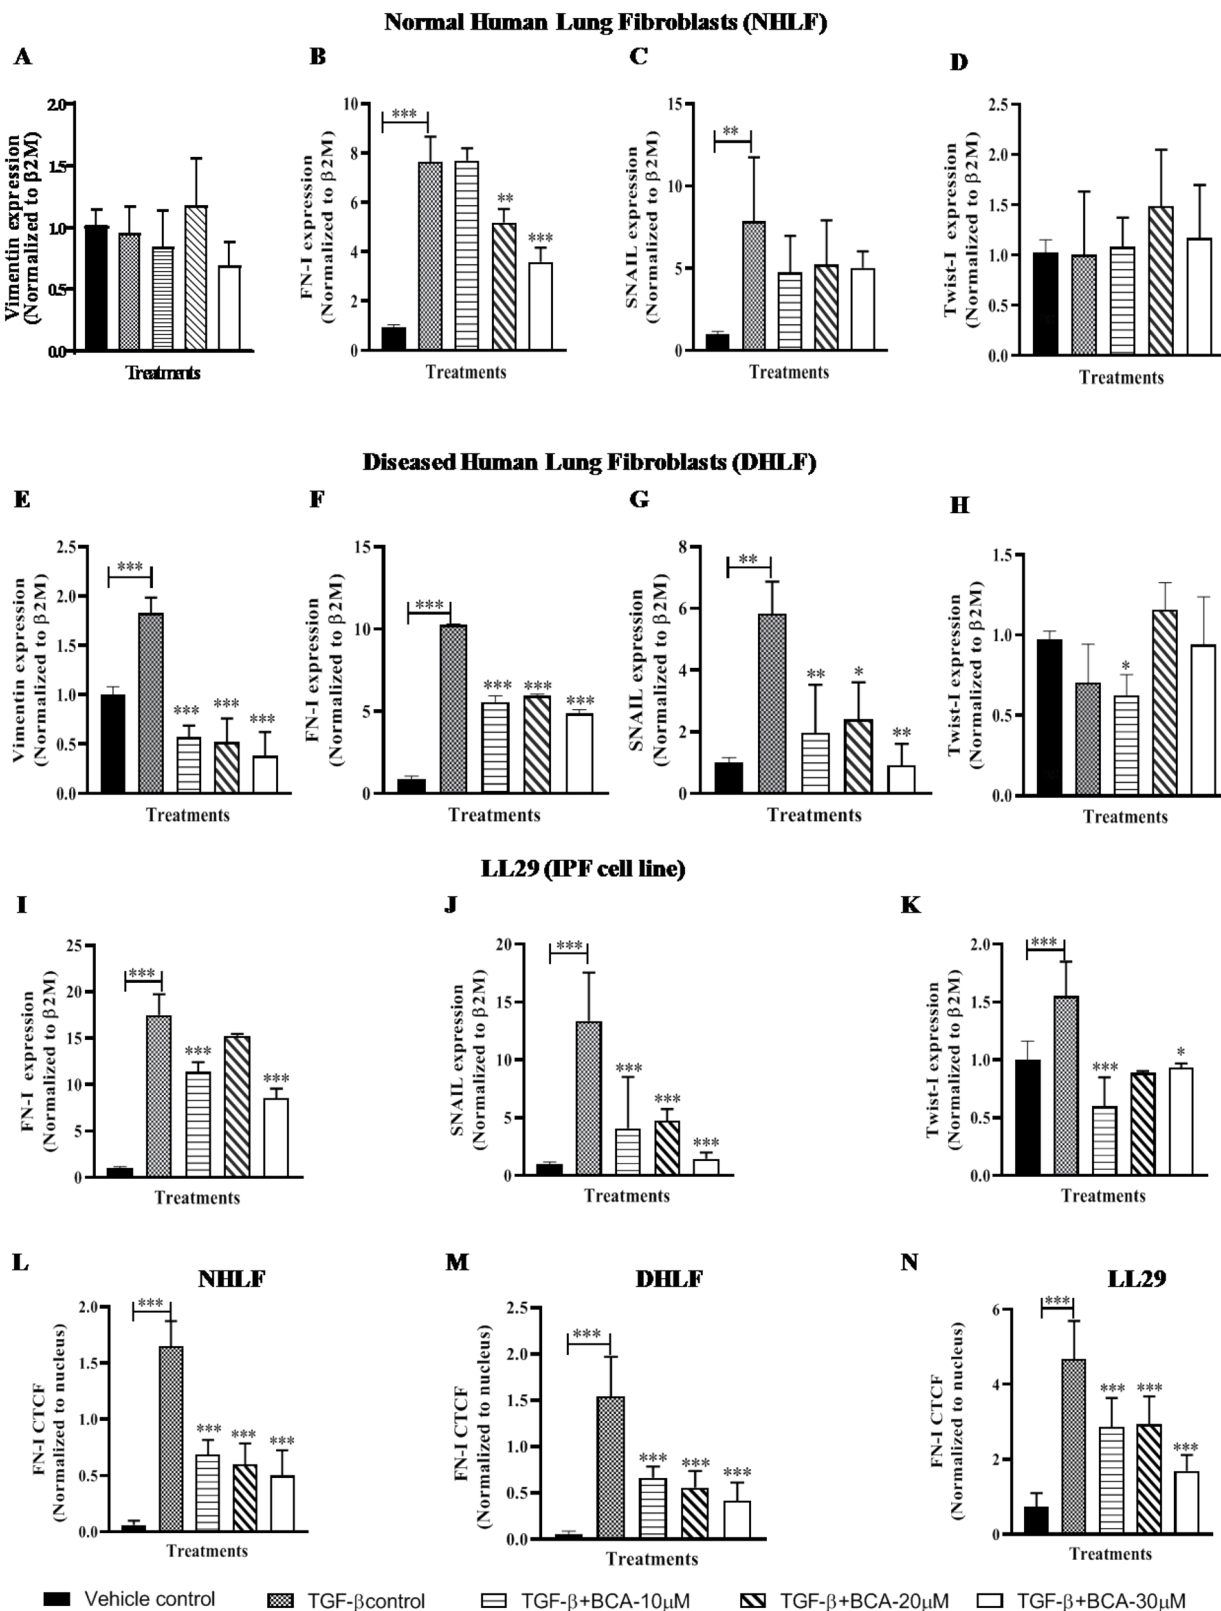 Normal Human Lung Fibroblasts (NHLF)
A
Vimentin expression
(Normalized to β2M)
2.0
1.5
1.0
0.5
0.0
Treatments
B
FN-I expression
(Normalized to β2M)
10
8
6
4
2
0
***
**
***
Treatments
C
SNAIL expression
(Normalized to β2M)
15
10
5
0
**
Treatments
D
Twist-I expression
(Normalized to β2M)
2.5
2.0
1.5
1.0
0.5
0.0
Treatments
Diseased Human Lung Fibroblasts (DHLF)
E
Vimentin expression
(Normalized to β2M)
2.5
2.0
1.5
1.0
0.5
0.0
***
***
***
***
Treatments
F
FN-I expression
(Normalized to β2M)
15
10
5
0
***
***
***
***
Treatments
G
SNAIL expression
(Normalized to β2M)
8
6
4
2
0
**
**
*
**
Treatments
H
Twist-I expression
(Normalized to β2M)
1.5
1.0
0.5
0.0
*
Treatments
LL29 (IPF cell line)
I
FN-I expression
(Normalized to β2M)
25
20
15
10
5
0
***
***
***
Treatments
J
SNAIL expression
(Normalized to β2M)
20
15
10
5
0
***
***
***
***
Treatments
K
Twist-I expression
(Normalized to β2M)
2.0
1.5
1.0
0.5
0.0
***
***
*
Treatments
L
NHLF
FN-I CTCF
(Normalized to nucleus)
2.0
1.5
1.0
0.5
0.0
***
***
***
***
Treatments
M
DHLF
FN-I CTCF
(Normalized to nucleus)
2.5
2.0
1.5
1.0
0.5
0.0
***
***
***
***
Treatments
N
LL29
FN-I CTCF
(Normalized to nucleus)
6
4
2
0
***
***
***
***
Treatments
Vehicle control
TGF-βcontrol
TGF-β+BCA-10μM
TGF-β+BCA-20μM
TGF-β+BCA-30μM